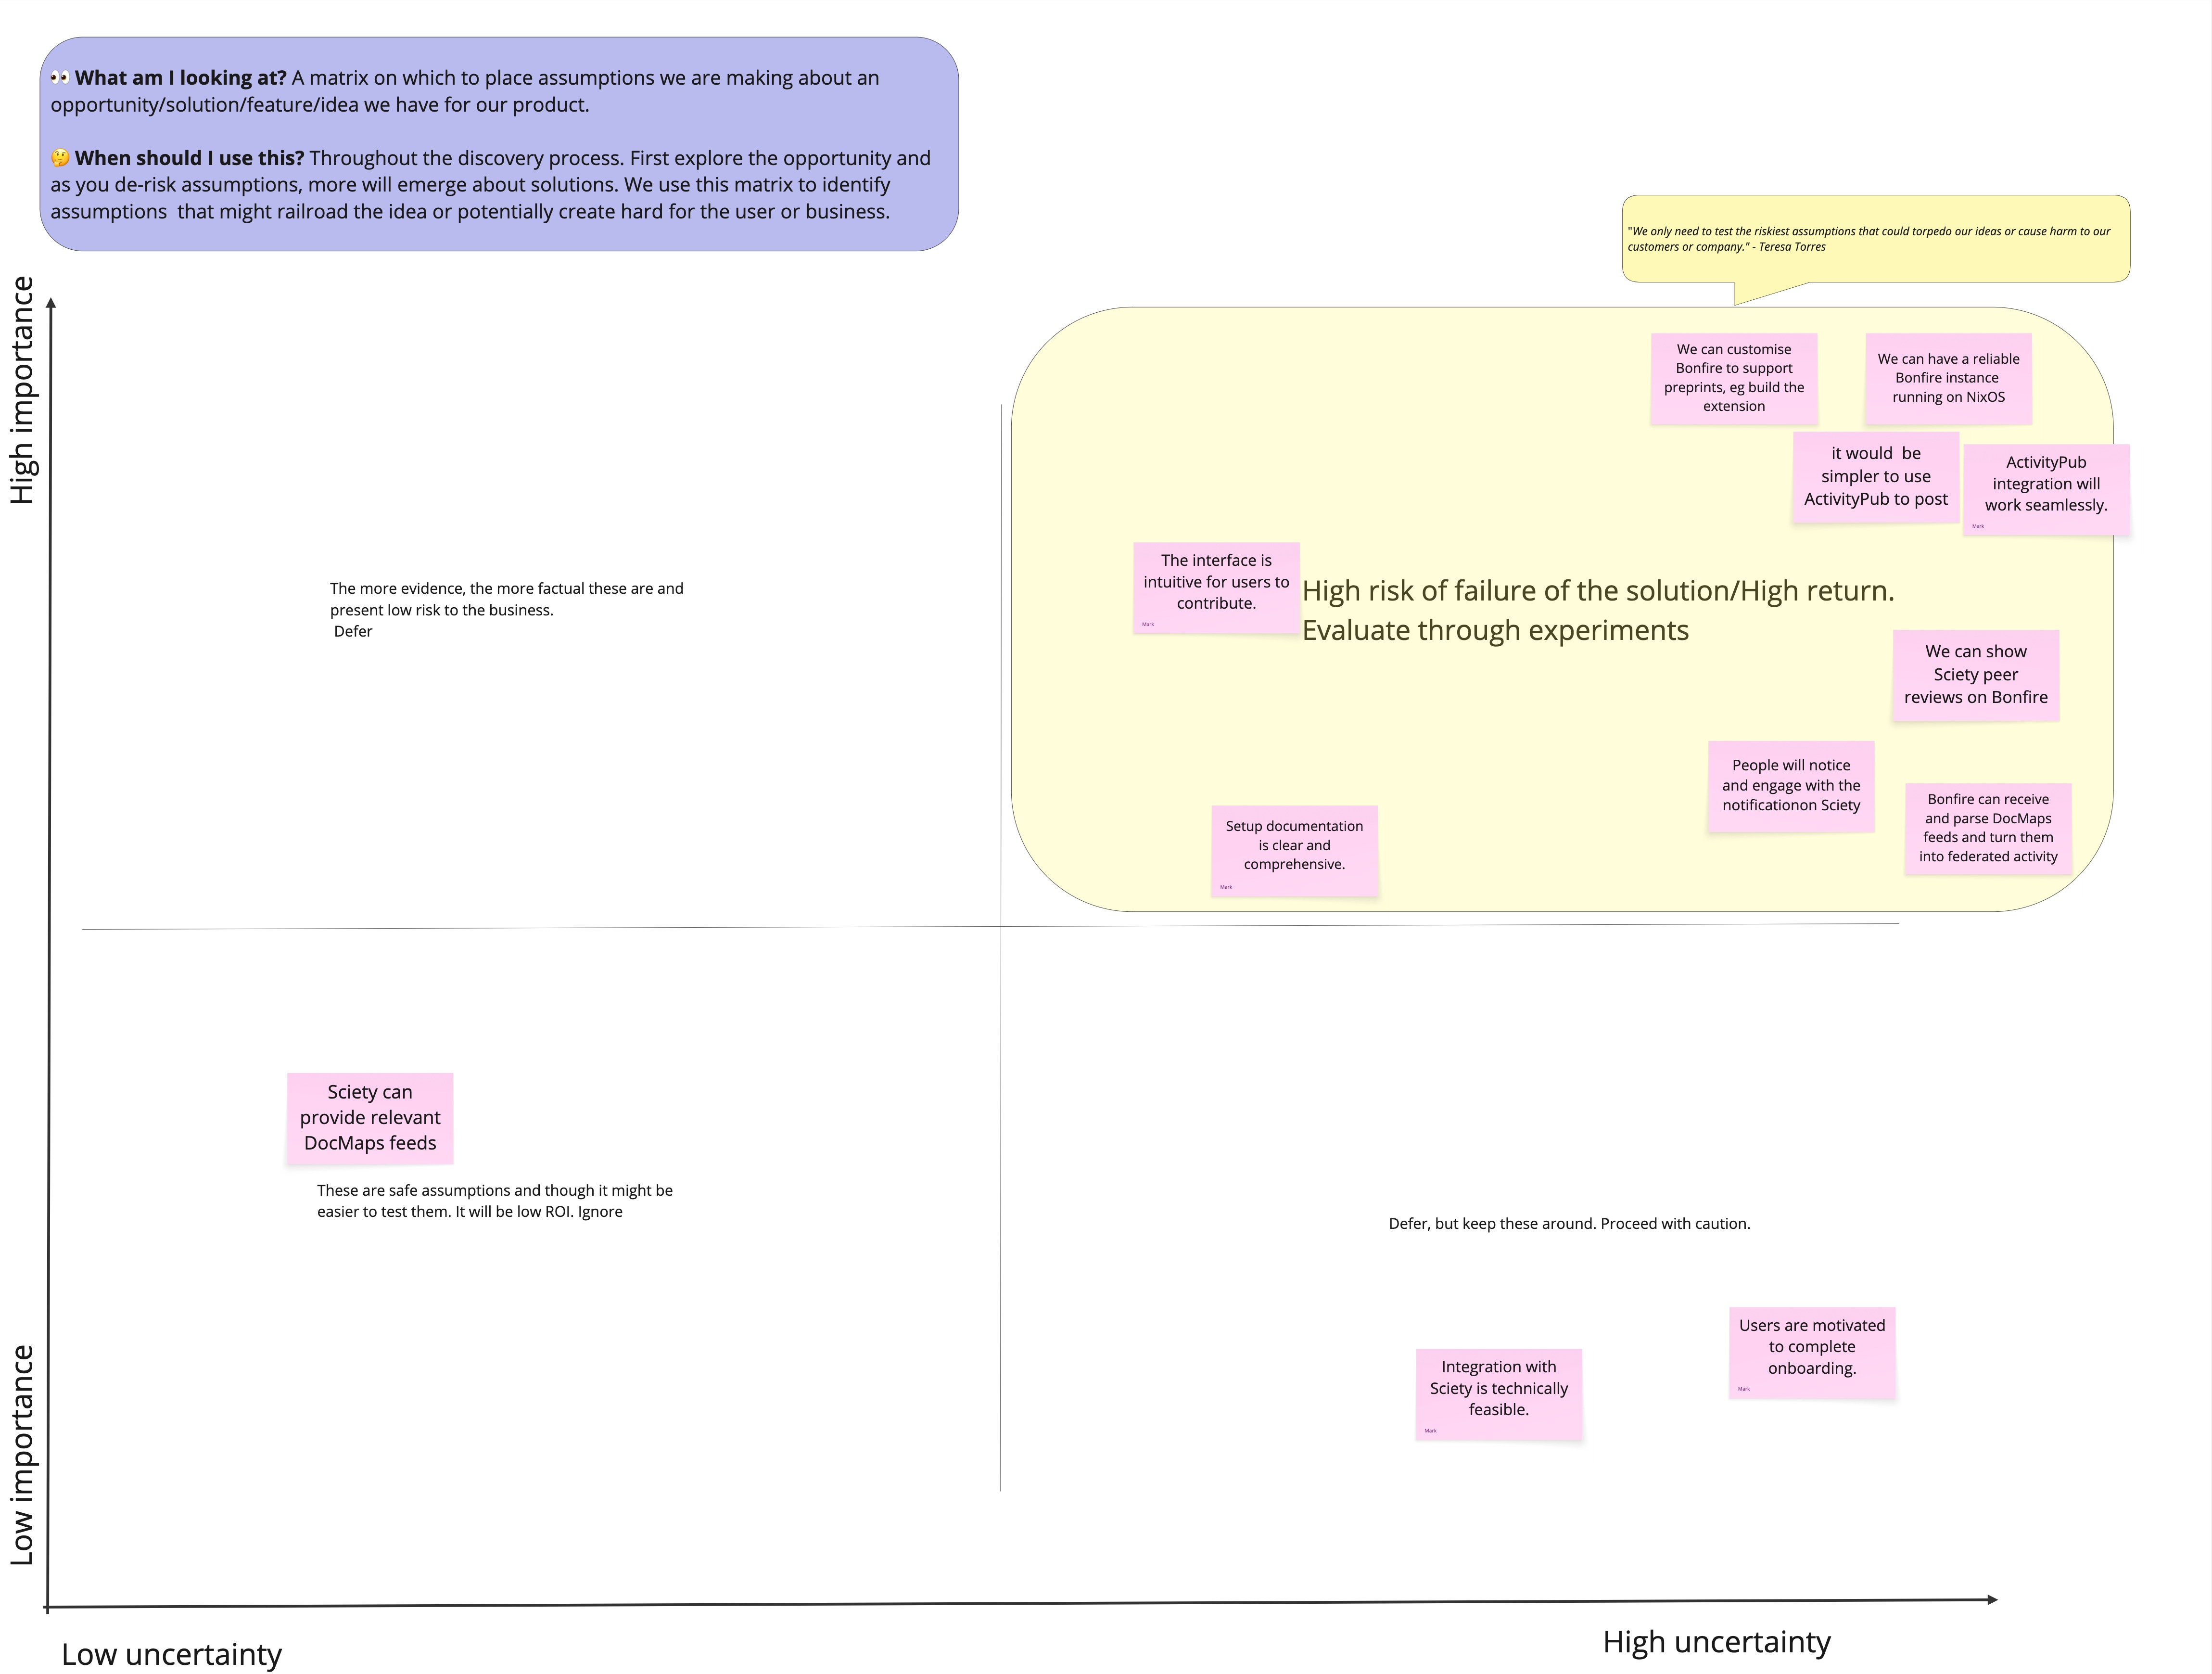 👀 What am I looking at? A matrix on which to place assumptions we are making about an
opportunity/solution/feature/idea we have for our product.
🤔 When should I use this? Throughout the discovery process. First explore the opportunity and
as you de-risk assumptions, more will emerge about solutions. We use this matrix to identify
assumptions  that might railroad the idea or potentially create hard for the user or business.
"We only need to test the riskiest assumptions that could torpedo our ideas or cause harm to our
customers or company." - Teresa Torres
High importance
We can customise
Bonfire to support
preprints, eg build the
extension
We can have a reliable
Bonfire instance
running on NixOS
it would  be
simpler to use
ActivityPub to post
ActivityPub
integration will
work seamlessly.
Mark
The interface is
intuitive for users to
contribute.
Mark
High risk of failure of the solution/High return.
Evaluate through experiments
The more evidence, the more factual these are and
present low risk to the business.
Defer
We can show
Sciety peer
reviews on Bonfire
People will notice
and engage with the
notificationon Sciety
Bonfire can receive
and parse DocMaps
feeds and turn them
into federated activity
Setup documentation
is clear and
comprehensive.
Mark
Sciety can
provide relevant
DocMaps feeds
These are safe assumptions and though it might be
easier to test them. It will be low ROI. Ignore
Defer, but keep these around. Proceed with caution.
Users are motivated
to complete
onboarding.
Mark
Integration with
Sciety is technically
feasible.
Mark
Low importance
Low uncertainty
High uncertainty